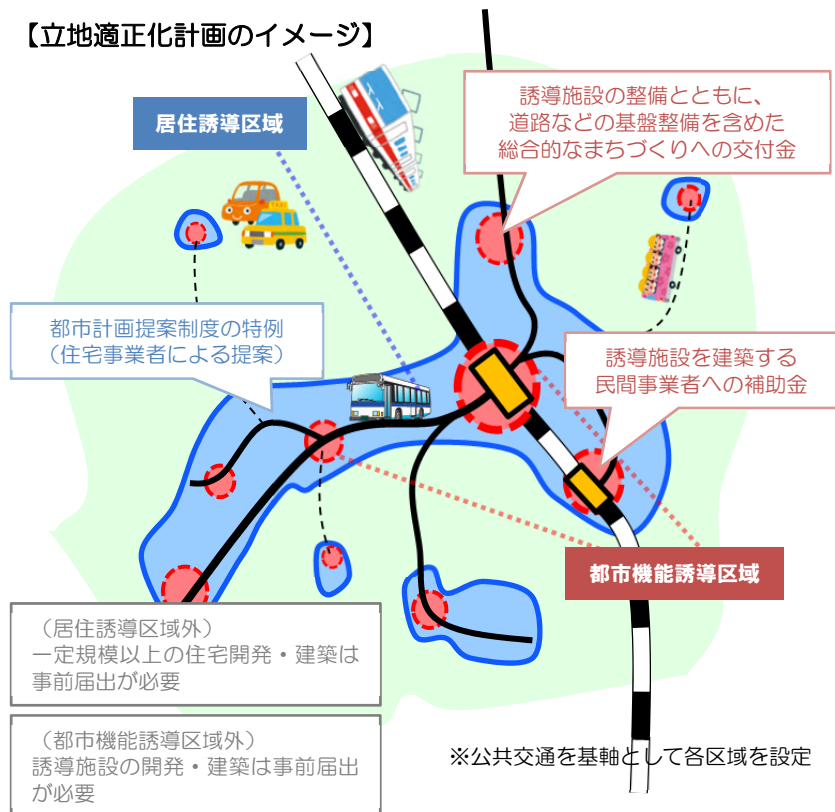 【立地適正化計画のイメージ】
居住誘導区域
誘導施設の整備とともに、
道路などの基盤整備を含めた
総合的なまちづくりへの交付金
TAXI
都市計画提案制度の特例
（住宅事業者による提案）
誘導施設を建築する
民間事業者への補助金
都市機能誘導区域
（居住誘導区域外）
一定規模以上の住宅開発・建築は
事前届出が必要
（都市機能誘導区域外）
誘導施設の開発・建築は事前届出
が必要
※公共交通を基軸として各区域を設定